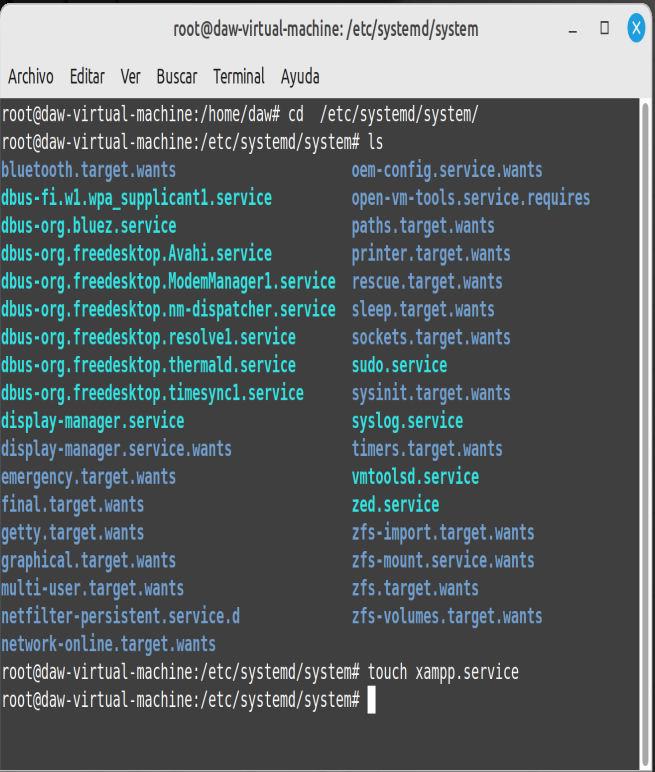 root@daw-virtual-machine: /etc/systemd/system
Archivo Editar Ver Buscar Terminal Ayuda
root@daw-virtual-machine:/home/daw# cd  /etc/systemd/system/
root@daw-virtual-machine:/etc/systemd/system# ls
bluetooth.target.wants oem-config.service.wants
dbus-fi.w1.wpa_supplicant1.service open-vm-tools.service.requires
dbus-org.bluez.service paths.target.wants
dbus-org.freedesktop.Avahi.service printer.target.wants
dbus-org.freedesktop.ModemManager1.service rescue.target.wants
dbus-org.freedesktop.nm-dispatcher.service sleep.target.wants
dbus-org.freedesktop.resolve1.service sockets.target.wants
dbus-org.freedesktop.thermald.service sudo.service
dbus-org.freedesktop.timesync1.service sysinit.target.wants
display-manager.service syslog.service
display-manager.service.wants timers.target.wants
emergency.target.wants vmtoolsd.service
final.target.wants zed.service
getty.target.wants zfs-import.target.wants
graphical.target.wants zfs-mount.service.wants
multi-user.target.wants zfs.target.wants
netfilter-persistent.service.d zfs-volumes.target.wants
network-online.target.wants
root@daw-virtual-machine:/etc/systemd/system# touch xampp.service
root@daw-virtual-machine:/etc/systemd/system#